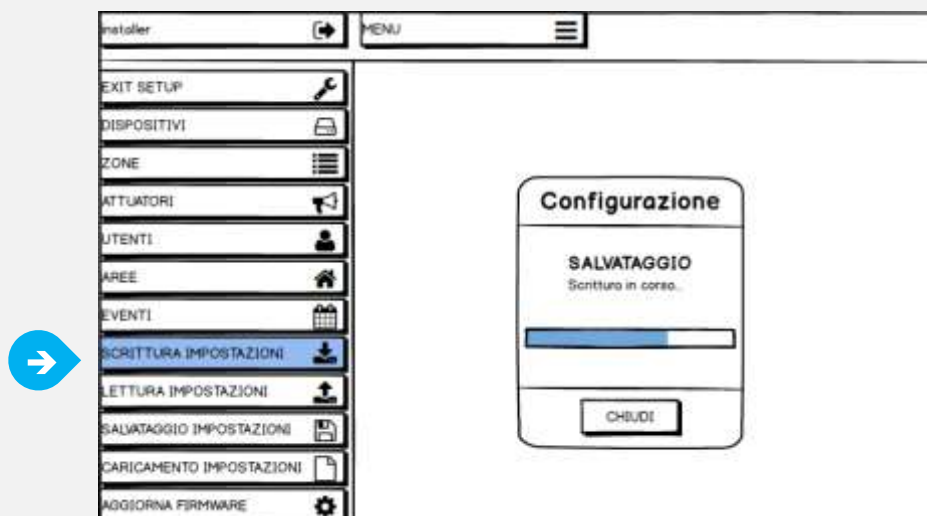 nstaller
MENU
EXIT SETUP
DISPOSITIVI
ZONE
ATTUATORI
UTENTI
AREE
EVENTI
SCRITTURA IMPOSTAZIONI
LETTURA IMPOSTAZIONI
SALVATAGGIO IMPOSTAZIONI
CARICAMENTO IMPOSTAZIONI
AGGIORNA FIRMWARE
Configurazione
SALVATAGGIO
Scrittura in corso..
CHIUDI